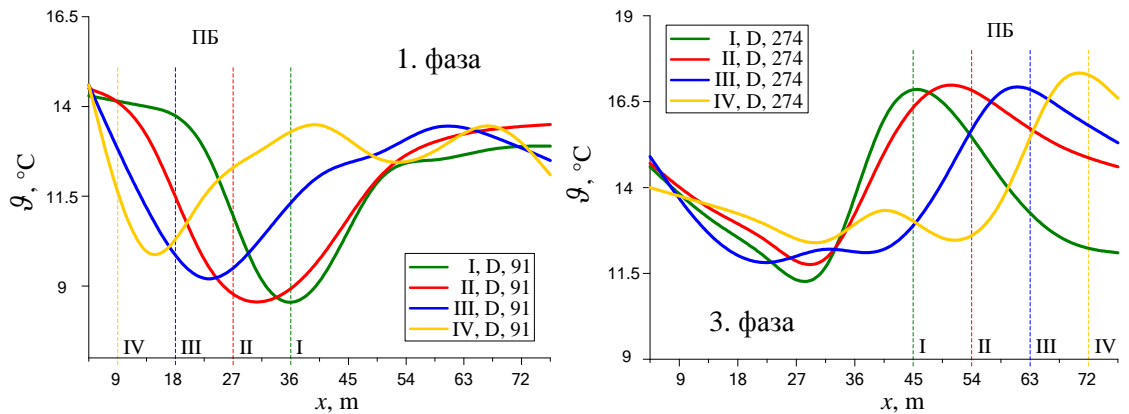 16.5
14
11.5
9
ϑ, °C
ПБ
1. фаза
I, D, 91
II, D, 91
III, D, 91
IV, D, 91
IV
III
II
I
9 18 27 36 45 54 63 72
x, m
19
16.5
14
11.5
9
ϑ, °C
I, D, 274
II, D, 274
III, D, 274
IV, D, 274
ПБ
3. фаза
I
II
III
IV
9 18 27 36 45 54 63 72
x, m